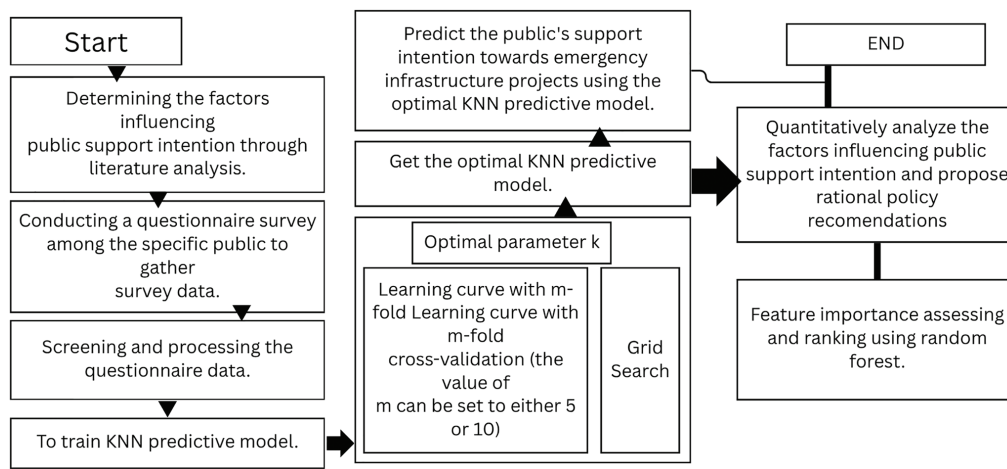 Start
Determining the factors
influencing
public support intention through
literature analysis.
Conducting a questionnaire survey
among the specific public to
gather
survey data.
Screening and processing the
questionnaire data.
To train KNN predictive model.
Predict the public's support
intention towards emergency
infrastructure projects using the
optimal KNN predictive model.
Get the optimal KNN predictive
model.
Optimal parameter k
Learning curve with m-
fold Learning curve with
m-fold
cross-validation (the
value of
m can be set to either 5
or 10)
Grid
Search
END
Quantitatively analyze the
factors influencing public
support intention and propose
rational policy
recomendations
Feature importance assessing
and ranking using random
forest.